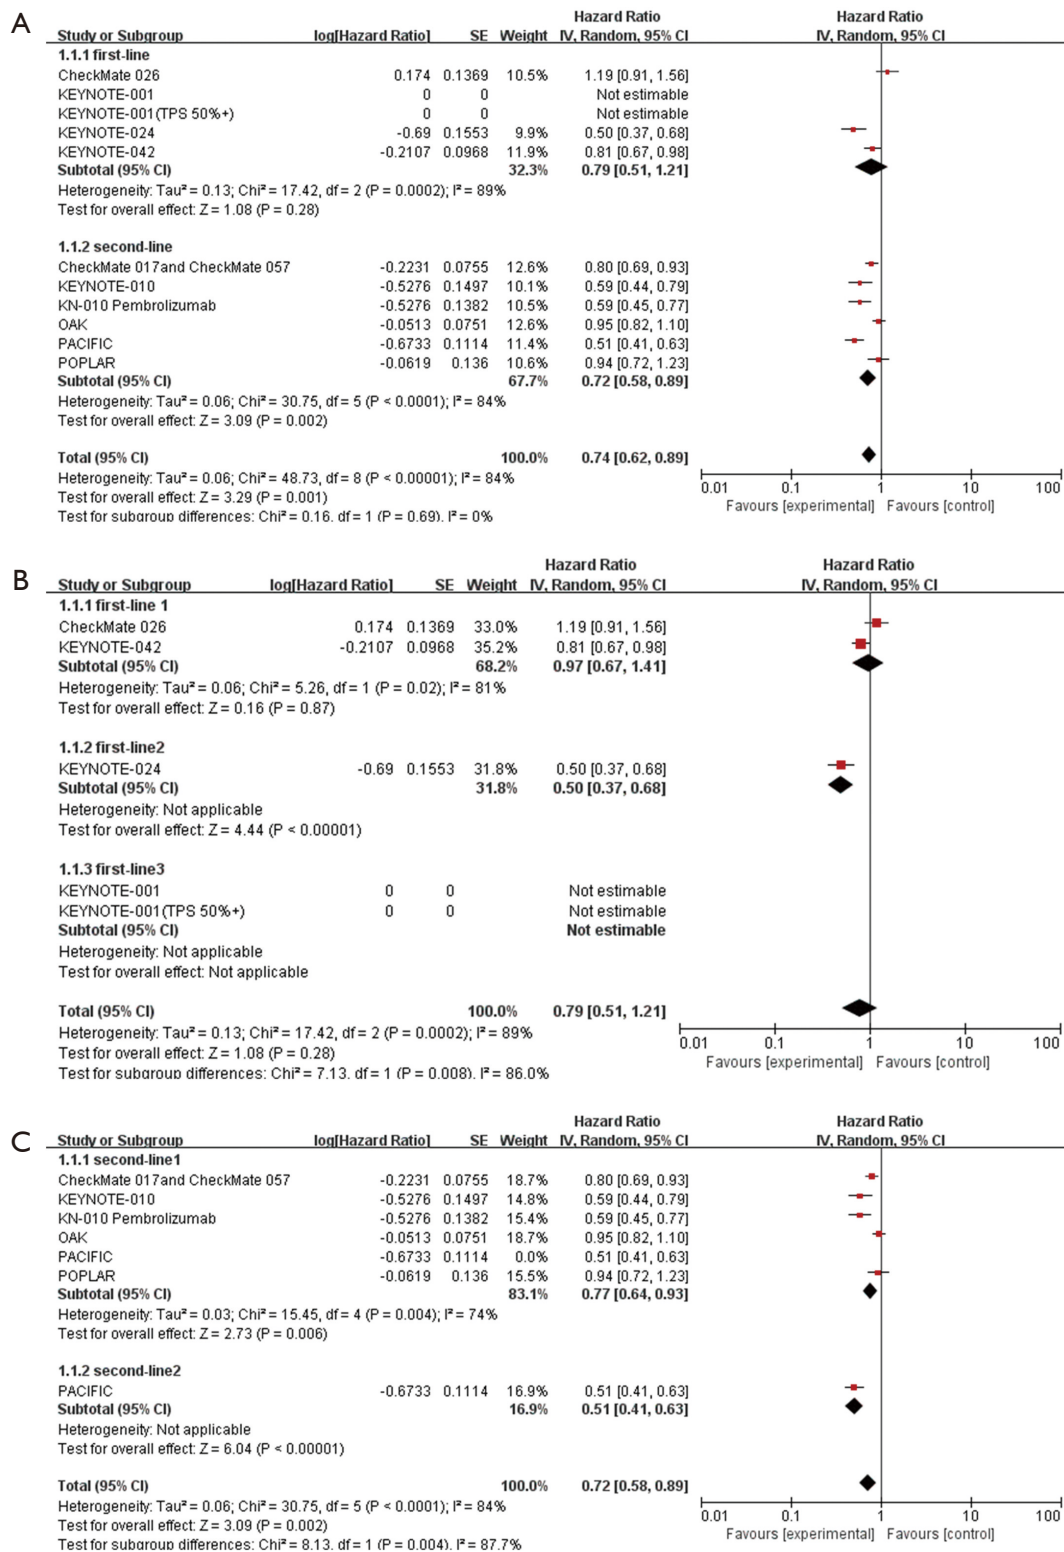 A
Hazard Ratio Hazard Ratio
Study or Subgroup log[Hazard Ratio] SE Weight IV, Random, 95% CI IV, Random, 95% CI
1.1.1 first-line
CheckMate 026 0.174 0.1369 10.5% 1.19 [0.91, 1.56]
KEYNOTE-001 0 0 Not estimable
KEYNOTE-001(TPS 50%+) 0 0 Not estimable
KEYNOTE-024 -0.69 0.1553 9.9% 0.50 [0.37, 0.68]
KEYNOTE-042 -0.2107 0.0968 11.9% 0.81 [0.67, 0.98]
Subtotal (95% CI) 32.3% 0.79 [0.51, 1.21]
Heterogeneity: Tau² = 0.13; Chi² = 17.42, df = 2 (P = 0.0002); I² = 89%
Test for overall effect: Z = 1.08 (P = 0.28)
1.1.2 second-line
CheckMate 017and CheckMate 057 -0.2231 0.0755 12.6% 0.80 [0.69, 0.93]
KEYNOTE-010 -0.5276 0.1497 10.1% 0.59 [0.44, 0.79]
KN-010 Pembrolizumab -0.5276 0.1382 10.5% 0.59 [0.45, 0.77]
OAK -0.0513 0.0751 12.6% 0.95 [0.82, 1.10]
PACIFIC -0.6733 0.1114 11.4% 0.51 [0.41, 0.63]
POPLAR -0.0619 0.136 10.6% 0.94 [0.72, 1.23]
Subtotal (95% CI) 67.7% 0.72 [0.58, 0.89]
Heterogeneity: Tau² = 0.06; Chi² = 30.75, df = 5 (P < 0.0001); I² = 84%
Test for overall effect: Z = 3.09 (P = 0.002)
Total (95% CI) 100.0% 0.74 [0.62, 0.89]
Heterogeneity: Tau² = 0.06; Chi² = 48.73, df = 8 (P < 0.00001); I² = 84%
Test for overall effect: Z = 3.29 (P = 0.001)
Test for subgroup differences: Chi² = 0.16, df = 1 (P = 0.69), I² = 0%
0.01 0.1 1 10 100
Favours [experimental] Favours [control]
B
Hazard Ratio Hazard Ratio
Study or Subgroup log[Hazard Ratio] SE Weight IV, Random, 95% CI IV, Random, 95% CI
1.1.1 first-line 1
CheckMate 026 0.174 0.1369 33.0% 1.19 [0.91, 1.56]
KEYNOTE-042 -0.2107 0.0968 35.2% 0.81 [0.67, 0.98]
Subtotal (95% CI) 68.2% 0.97 [0.67, 1.41]
Heterogeneity: Tau² = 0.06; Chi² = 5.26, df = 1 (P = 0.02); I² = 81%
Test for overall effect: Z = 0.16 (P = 0.87)
1.1.2 first-line2
KEYNOTE-024 -0.69 0.1553 31.8% 0.50 [0.37, 0.68]
Subtotal (95% CI) 31.8% 0.50 [0.37, 0.68]
Heterogeneity: Not applicable
Test for overall effect: Z = 4.44 (P < 0.00001)
1.1.3 first-line3
KEYNOTE-001 0 0 Not estimable
KEYNOTE-001(TPS 50%+) 0 0 Not estimable
Subtotal (95% CI) Not estimable
Heterogeneity: Not applicable
Test for overall effect: Not applicable
Total (95% CI) 100.0% 0.79 [0.51, 1.21]
Heterogeneity: Tau² = 0.13; Chi² = 17.42, df = 2 (P = 0.0002); I² = 89%
Test for overall effect: Z = 1.08 (P = 0.28)
Test for subgroup differences: Chi² = 7.13, df = 1 (P = 0.008), I² = 86.0%
0.01 0.1 1 10 100
Favours [experimental] Favours [control]
C
Hazard Ratio Hazard Ratio
Study or Subgroup log[Hazard Ratio] SE Weight IV, Random, 95% CI IV, Random, 95% CI
1.1.1 second-line1
CheckMate 017and CheckMate 057 -0.2231 0.0755 18.7% 0.80 [0.69, 0.93]
KEYNOTE-010 -0.5276 0.1497 14.8% 0.59 [0.44, 0.79]
KN-010 Pembrolizumab -0.5276 0.1382 15.4% 0.59 [0.45, 0.77]
OAK -0.0513 0.0751 18.7% 0.95 [0.82, 1.10]
PACIFIC -0.6733 0.1114 0.0% 0.51 [0.41, 0.63]
POPLAR -0.0619 0.136 15.5% 0.94 [0.72, 1.23]
Subtotal (95% CI) 83.1% 0.77 [0.64, 0.93]
Heterogeneity: Tau² = 0.03; Chi² = 15.45, df = 4 (P = 0.004); I² = 74%
Test for overall effect: Z = 2.73 (P = 0.006)
1.1.2 second-line2
PACIFIC -0.6733 0.1114 16.9% 0.51 [0.41, 0.63]
Subtotal (95% CI) 16.9% 0.51 [0.41, 0.63]
Heterogeneity: Not applicable
Test for overall effect: Z = 6.04 (P < 0.00001)
Total (95% CI) 100.0% 0.72 [0.58, 0.89]
Heterogeneity: Tau² = 0.06; Chi² = 30.75, df = 5 (P < 0.0001); I² = 84%
Test for overall effect: Z = 3.09 (P = 0.002)
Test for subgroup differences: Chi² = 8.13, df = 1 (P = 0.004), I² = 87.7%
0.01 0.1 1 10 100
Favours [experimental] Favours [control]